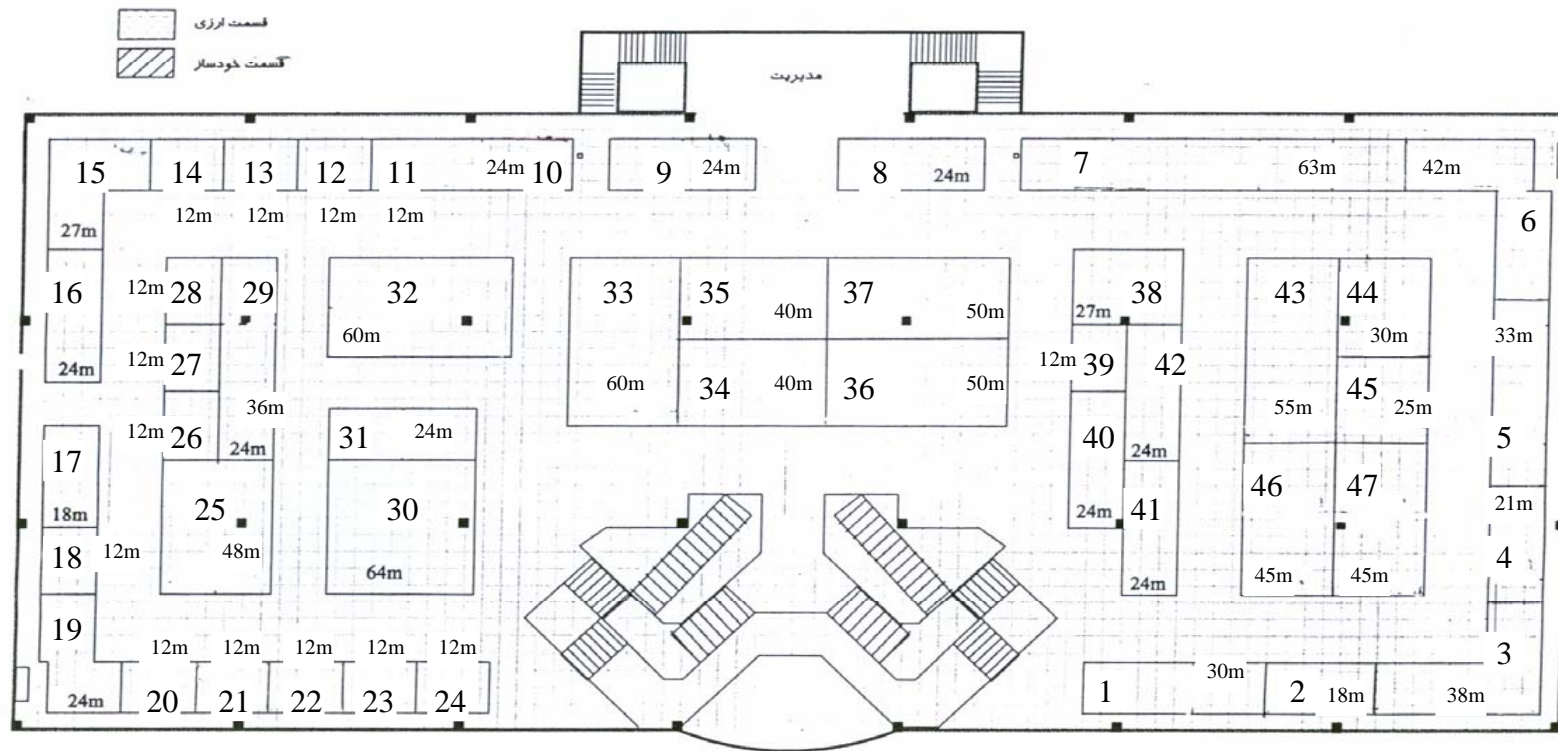 قسمت ارزی
قسمت خودساز
مدیریت
15 14 13 12 11 24m 10 9 24m 8 24m 7 63m 42m
12m 12m 12m 12m
27m
6
16 12m 28 29 32 33 35 37 38 43 44
60m 40m 50m 27m 30m 33m
24m 12m 27 60m 34 40m 36 50m 12m 39 42 55m 45 25m
36m
12m 26 24m 31 24m 40 24m 5
17
18m 25 48m 30 24m 41 46 47 21m
18 12m 64m 24m 45m 45m 4
19
12m 12m 12m 12m 12m 3
24m 20 21 22 23 24 1 30m 2 18m 38m